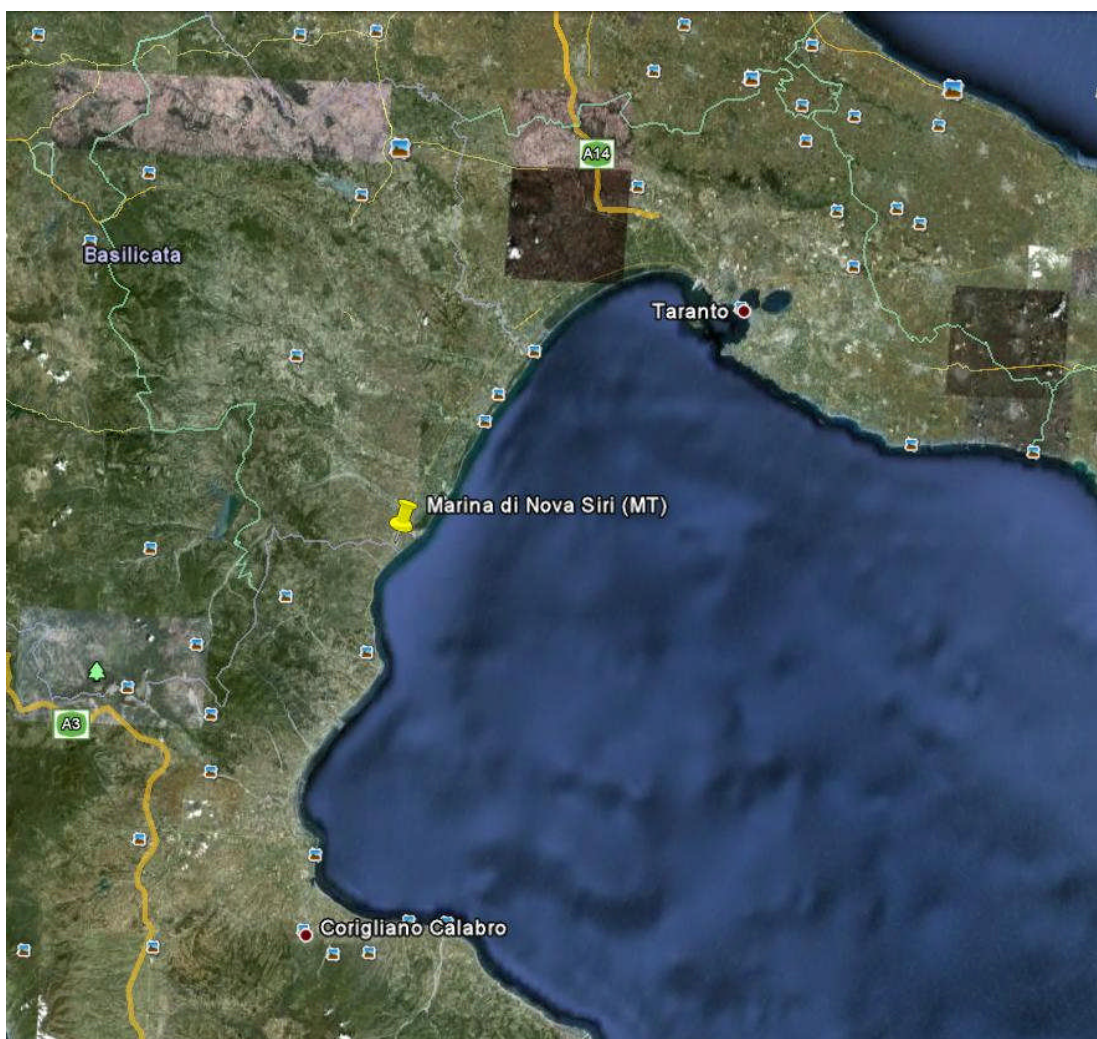 A14
Basilicata
Taranto
Marina di Nova Siri (MT)
A3
Corigliano Calabro